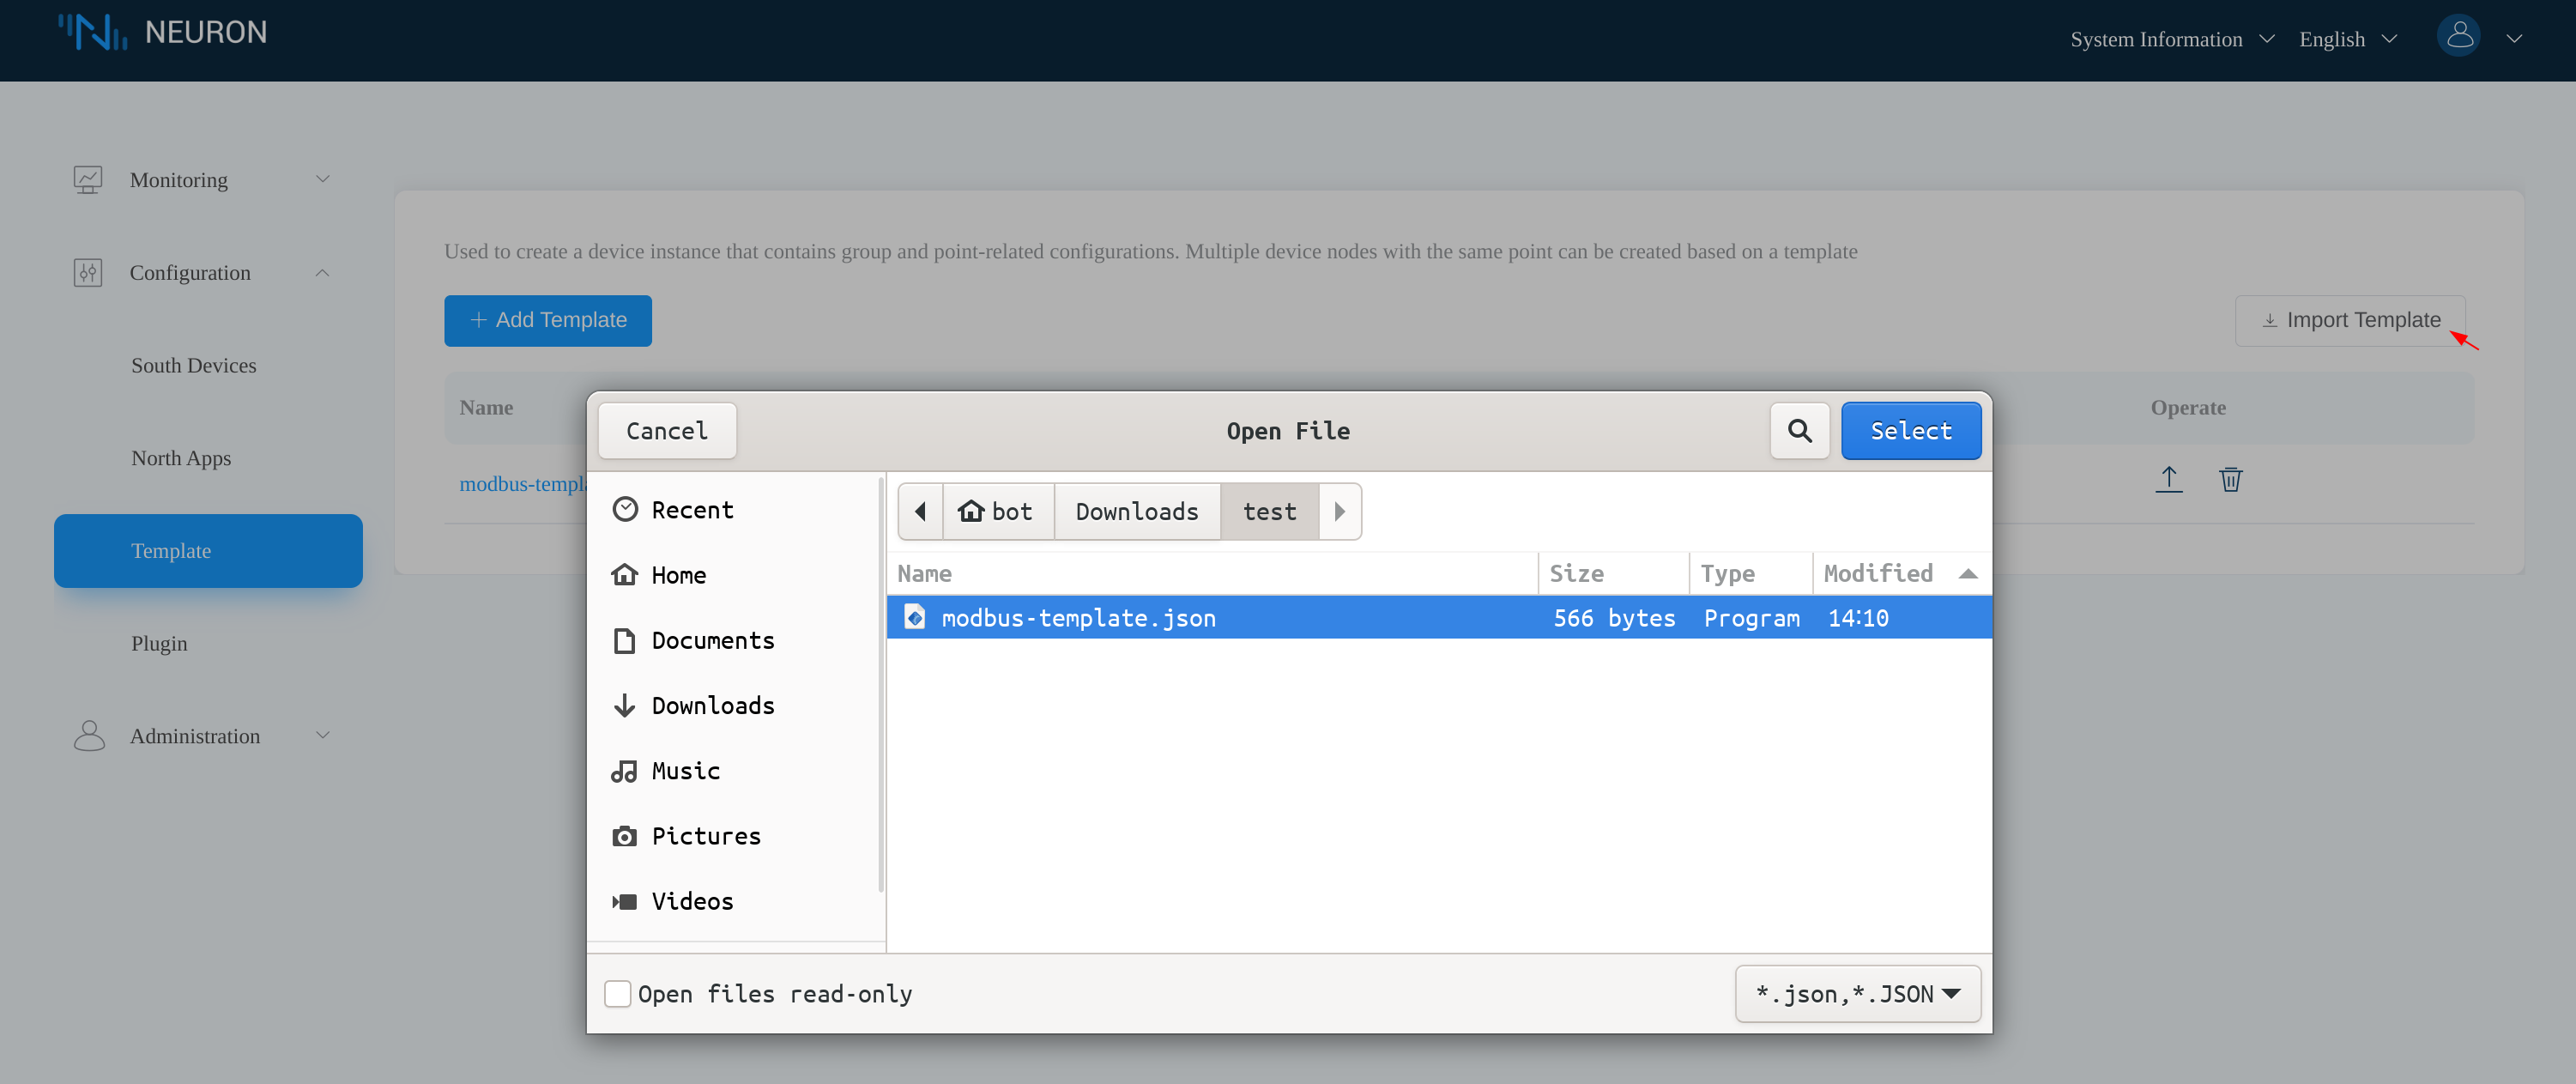 NEURON
System Information
English
Monitoring
Configuration
South Devices
North Apps
Template
Plugin
Administration
Used to create a device instance that contains group and point-related configurations. Multiple device nodes with the same point can be created based on a template
Add Template
Import Template
Name
Operate
modbus-templa
Cancel
Open File
Select
Recent
Home
Documents
Downloads
Music
Pictures
Videos
bot
Downloads
test
Name
Size
Type
Modified
modbus-template.json
566 bytes
Program
14:10
Open files read-only
*.json,*.JSON